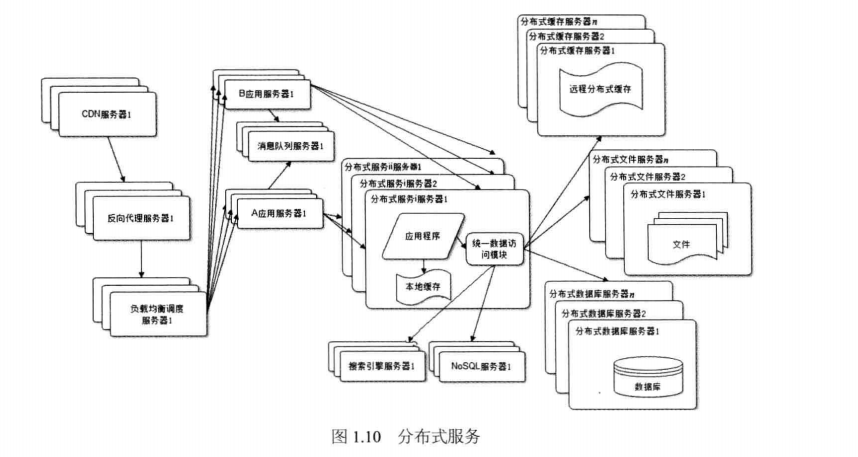 分布式缓存服务器n
分布式缓存服务器2
分布式缓存服务器1
远程分布式缓存
CDN服务器1
B应用服务器1
消息队列服务器1
反向代理服务器1
A应用服务器1
负载均衡调度
服务器1
分布式服务ii服务器1
分布式服务i服务器2
分布式服务i服务器1
应用程序
统一数据访
问模块
本地缓存
分布式文件服务器n
分布式文件服务器2
分布式文件服务器1
文件
分布式数据库服务器n
分布式数据库服务器2
分布式数据库服务器1
数据库
搜索引擎服务器1
NoSQL服务器1
图 1.10 分布式服务